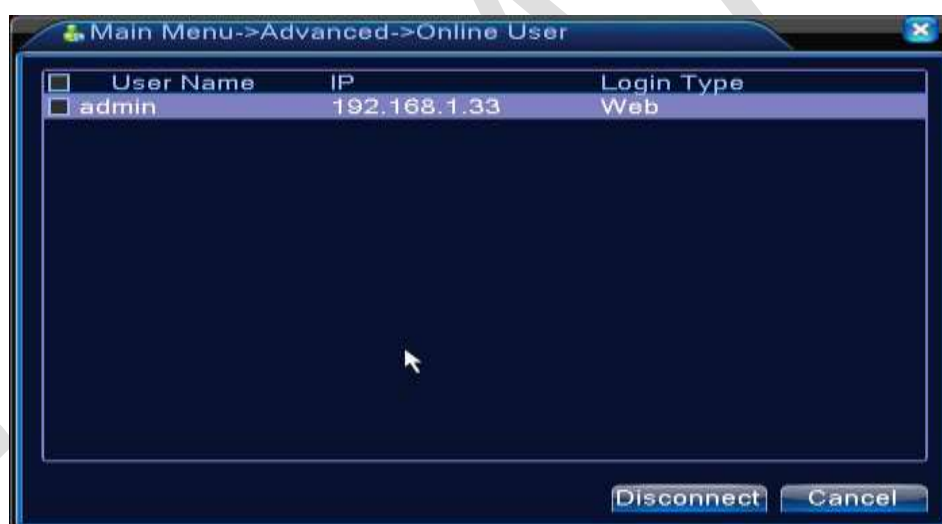 Main Menu->Advanced->Online User
User Name IP Login Type
admin 192.168.1.33 Web
Disconnect Cancel